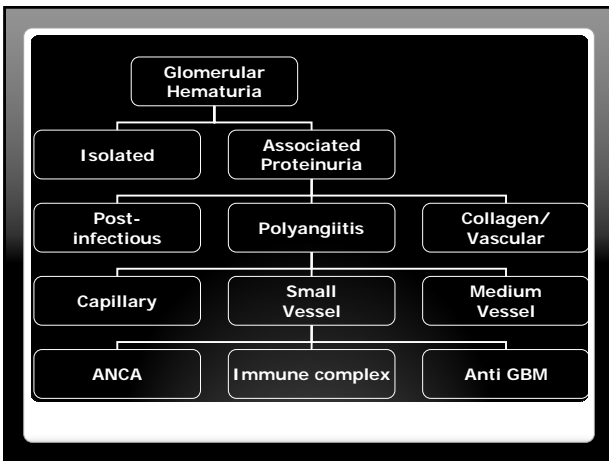 Glomerular
Hematuria
Isolated
Associated
Proteinuria
Post-
infectious
Polyangiitis
Collagen/
Vascular
Capillary
Small
Vessel
Medium
Vessel
ANCA
Immune complex
Anti GBM